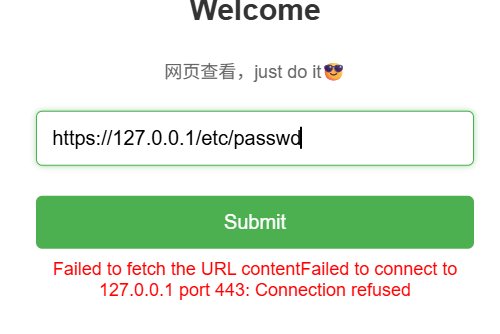 Welcome
网页查看，just do it😎
https://127.0.0.1/etc/passwd
Submit
Failed to fetch the URL contentFailed to connect to
127.0.0.1 port 443: Connection refused